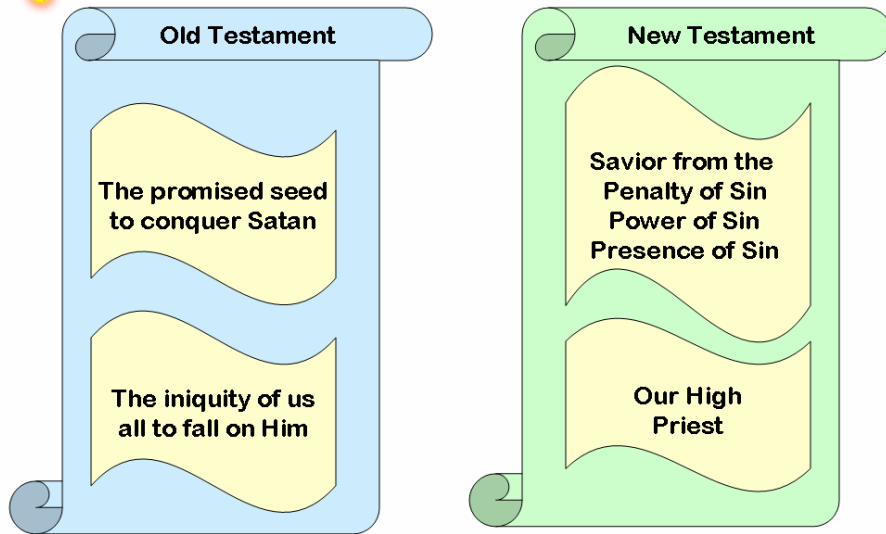 Old Testament
The promised seed
to conquer Satan
The iniquity of us
all to fall on Him
New Testament
Savior from the
Penalty of Sin
Power of Sin
Presence of Sin
Our High
Priest